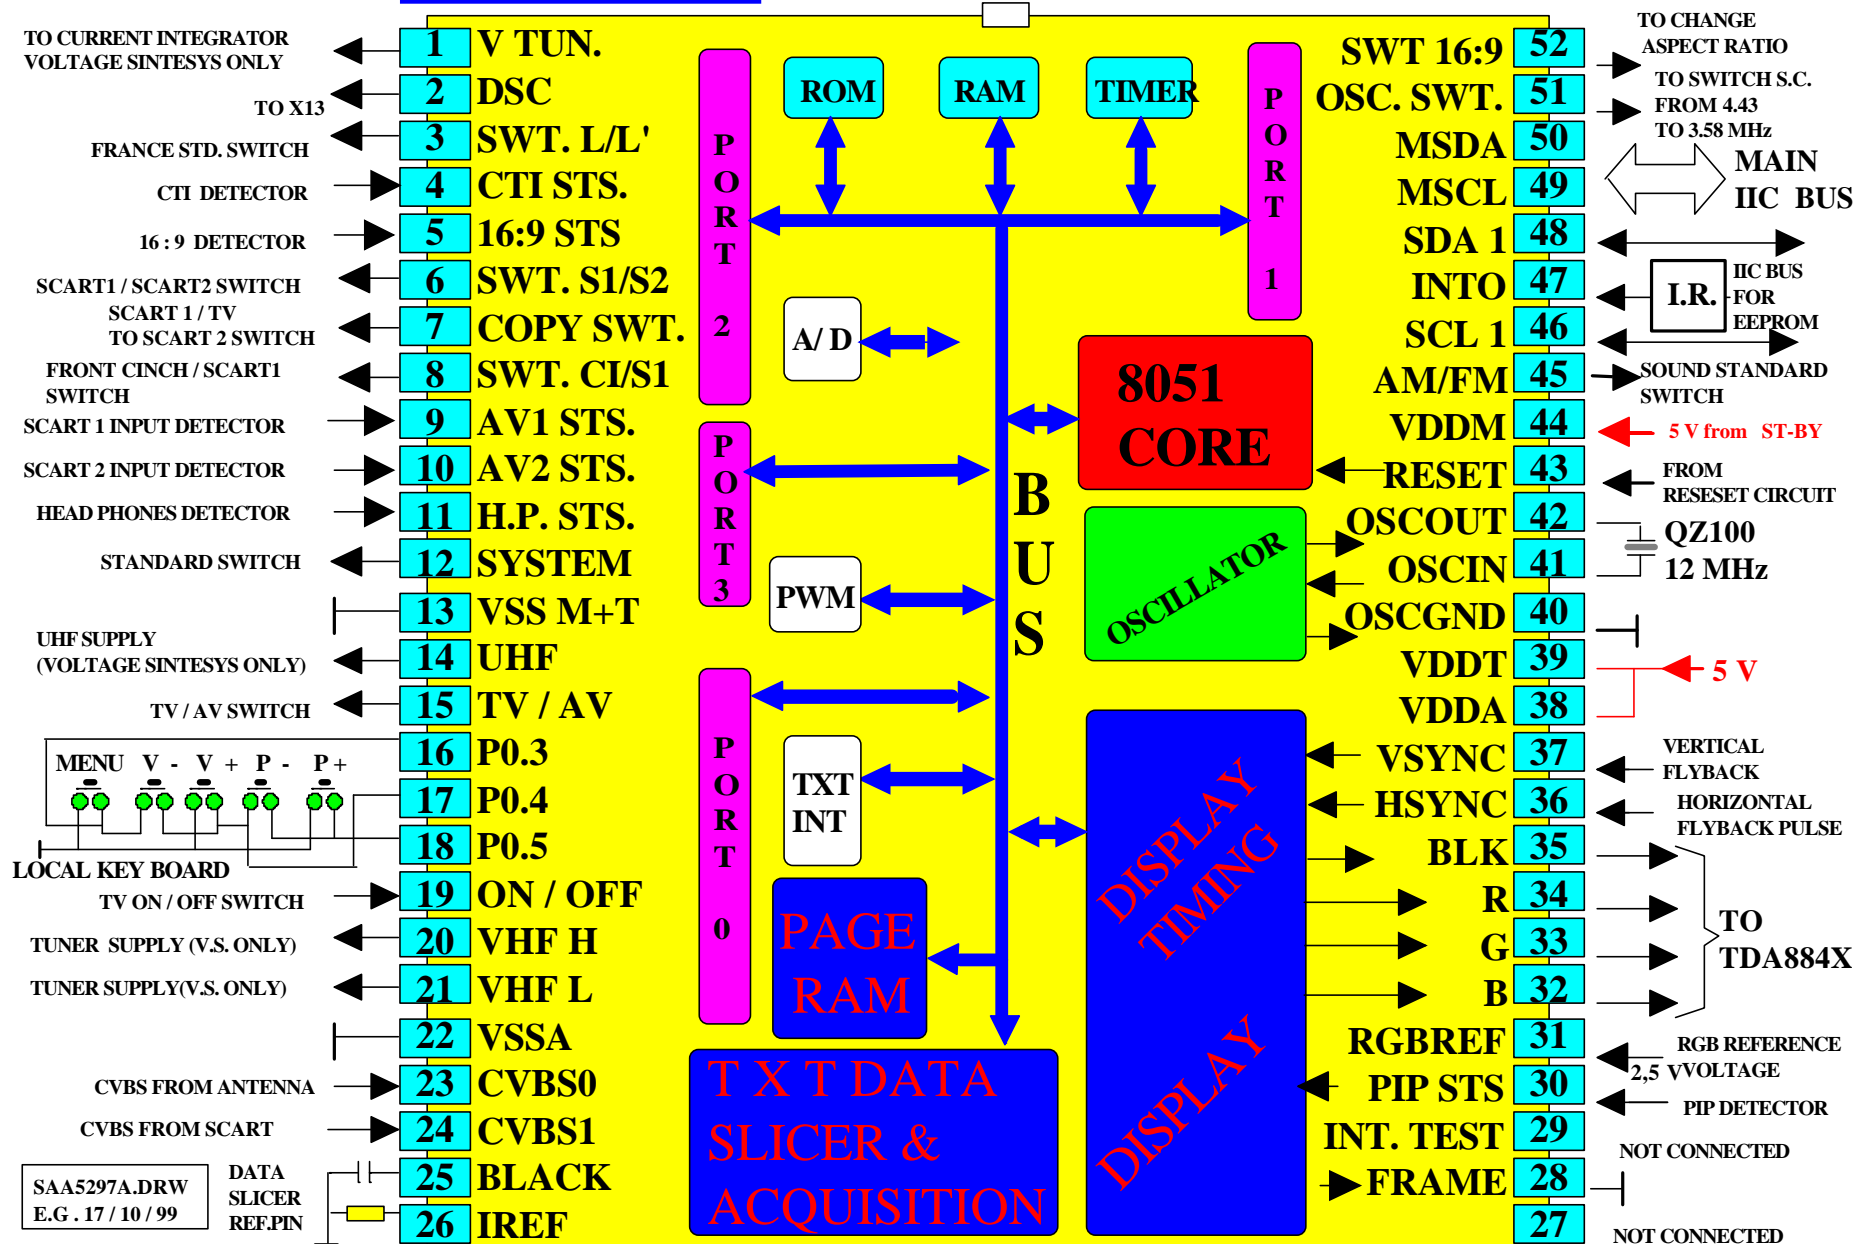 TO CURRENT INTEGRATOR
VOLTAGE SINTESYS ONLY
1 V TUN.
TO X13
2 DSC
FRANCE STD. SWITCH
3 SWT. L/L'
CTI DETECTOR
4 CTI STS.
16 : 9 DETECTOR
5 16:9 STS
SCART1 / SCART2 SWITCH
6 SWT. S1/S2
SCART 1 / TV
TO SCART 2 SWITCH
7 COPY SWT.
FRONT CINCH / SCART1
SWITCH
8 SWT. CI/S1
SCART 1 INPUT DETECTOR
9 AV1 STS.
SCART 2 INPUT DETECTOR
10 AV2 STS.
HEAD PHONES DETECTOR
11 H.P. STS.
STANDARD SWITCH
12 SYSTEM
13 VSS M+T
UHF SUPPLY
(VOLTAGE SINTESYS ONLY)
14 UHF
TV / AV SWITCH
15 TV / AV
16 P0.3
MENU V - V + P - P +
17 P0.4
18 P0.5
LOCAL KEY BOARD
TV ON / OFF SWITCH
19 ON / OFF
TUNER SUPPLY (V.S. ONLY)
20 VHF H
TUNER SUPPLY(V.S. ONLY)
21 VHF L
22 VSSA
CVBS FROM ANTENNA
23 CVBS0
CVBS FROM SCART
24 CVBS1
25 BLACK
26 IREF
DATA
SLICER
REF.PIN
SAA5297A.DRW
E.G . 17 / 10 / 99
PORT 2
PORT3
PORT 0
ROM
RAM
TIMER
PORT 1
A/ D
8051
CORE
BUS
OSCILLATOR
PWM
TXT
INT
PAGE
RAM
T X T DATA
SLICER &
ACQUISITION
DISPLAY
TIMING
DISPLAY
SWT 16:9 52
TO CHANGE
ASPECT RATIO
OSC. SWT. 51
TO SWITCH S.C.
FROM 4.43
TO 3.58 MHz
MSDA 50
MSCL 49
MAIN
IIC BUS
SDA 1 48
INTO 47
I.R.
IIC BUS
FOR
EEPROM
SCL 1 46
AM/FM 45
SOUND STANDARD
SWITCH
VDDM 44
5 V from ST-BY
RESET 43
FROM
RESESET CIRCUIT
OSCOUT 42
QZ100
12 MHz
OSCIN 41
OSCGND 40
VDDT 39
5 V
VDDA 38
VSYNC 37
VERTICAL
FLYBACK
HSYNC 36
HORIZONTAL
FLYBACK PULSE
BLK 35
R 34
G 33
B 32
TO
TDA884X
RGBREF 31
RGB REFERENCE
2,5 VVOLTAGE
PIP STS 30
PIP DETECTOR
INT. TEST 29
NOT CONNECTED
FRAME 28
27
NOT CONNECTED